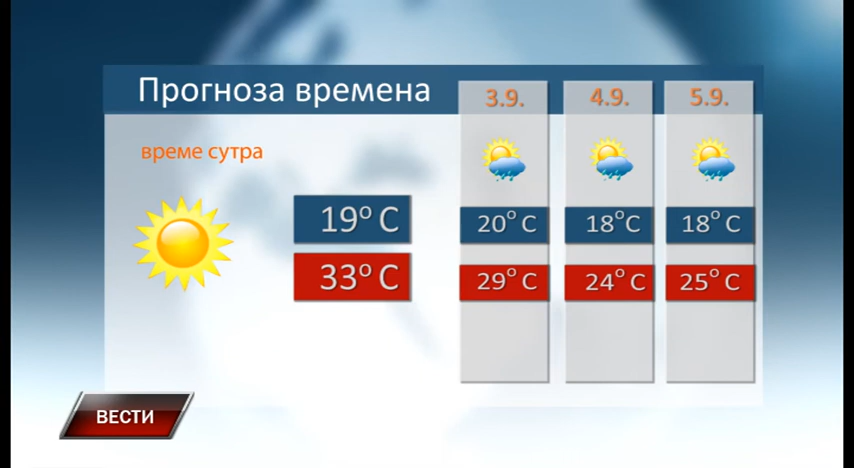 Прогноза времена
време сутра
19° C
33° C
3.9.
4.9.
5.9.
20° C
18°C
18° C
29° C
24° C
25° C
ВЕСТИ